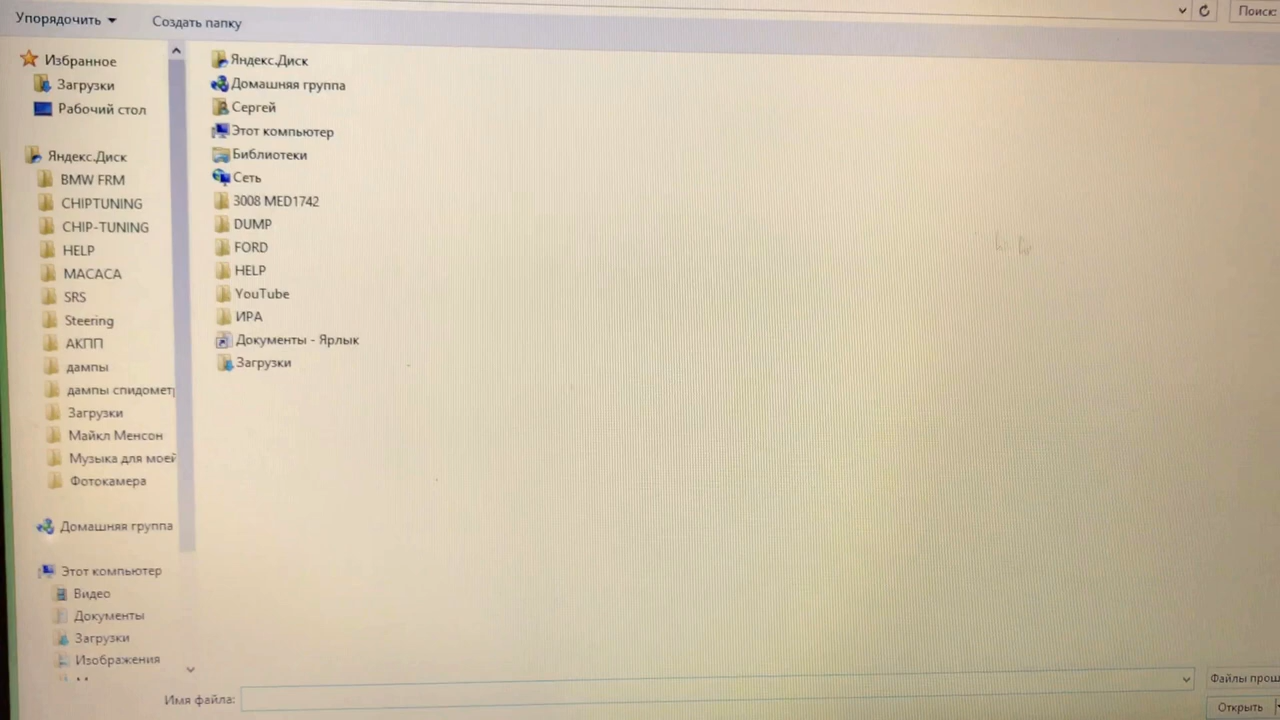 Упорядочить
Создать папку
Избранное
Загрузки
Рабочий стол
Яндекс.Диск
BMW FRM
CHIPTUNING
CHIP-TUNING
HELP
MACACA
SRS
Steering
АКПП
дампы
дампы спидомет
Загрузки
Майкл Менсон
Музыка для моей
Фотокамера
Домашняя группа
Этот компьютер
Видео
Документы
Загрузки
Изображения
Яндекс.Диск
Домашняя группа
Сергей
Этот компьютер
Библиотеки
Сеть
3008 MED1742
DUMP
FORD
HELP
YouTube
ИРА
Документы - Ярлык
Загрузки
Поиск:
Имя файла:
Файлы прош
Открыть